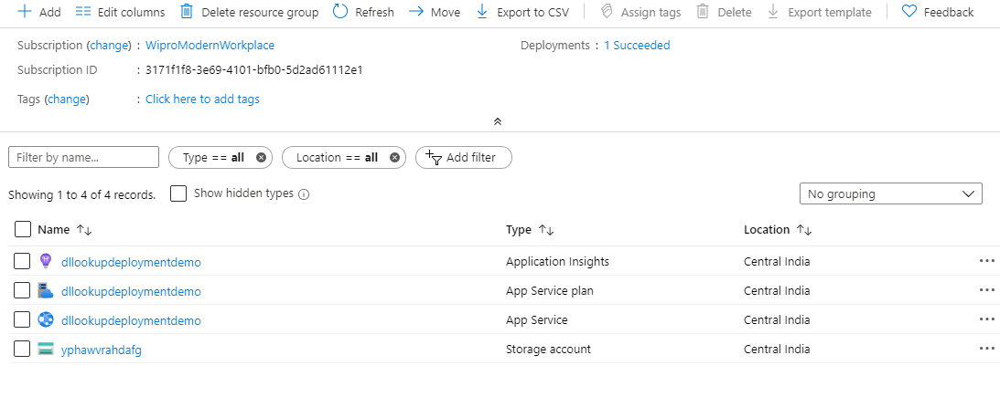 Add Edit columns Delete resource group Refresh Move Export to CSV Assign tags Delete Export template Feedback
Subscription (change) : WiproModernWorkplace Deployments : 1 Succeeded
Subscription ID : 3171f1f8-3e69-4101-bfb0-5d2ad61112e1
Tags (change) : Click here to add tags
Filter by name... Type == all Location == all Add filter
Showing 1 to 4 of 4 records. Show hidden types No grouping
Name Type Location
dllookupdeploymentdemo Application Insights Central India
dllookupdeploymentdemo App Service plan Central India
dllookupdeploymentdemo App Service Central India
yphawvrahdafg Storage account Central India